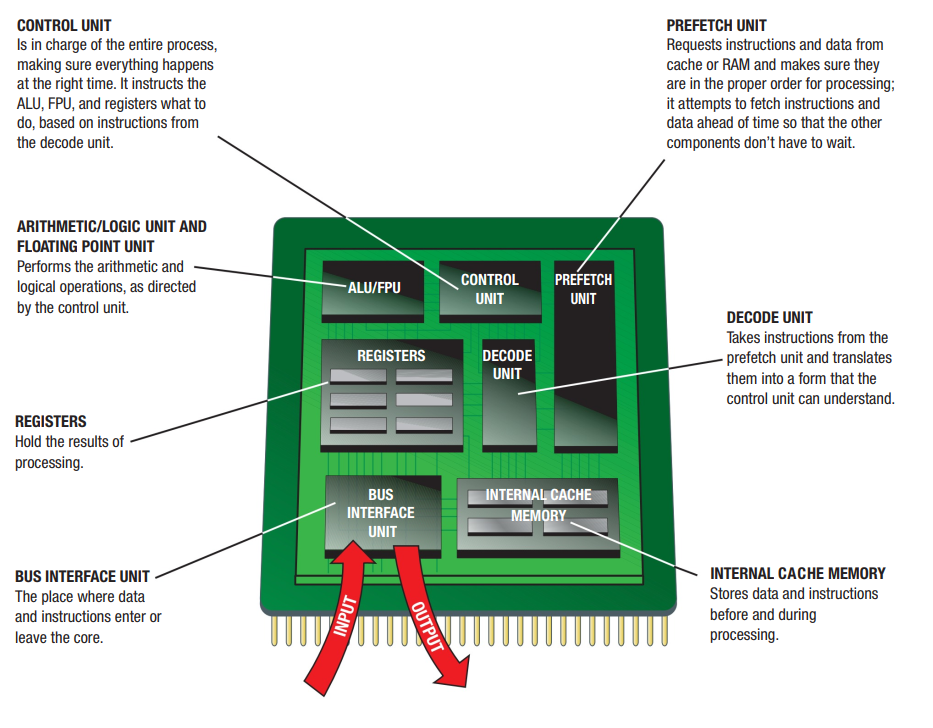 CONTROL UNIT
Is in charge of the entire process,
making sure everything happens
at the right time. It instructs the
ALU, FPU, and registers what to
do, based on instructions from
the decode unit.
PREFETCH UNIT
Requests instructions and data from
cache or RAM and makes sure they
are in the proper order for processing;
it attempts to fetch instructions and
data ahead of time so that the other
components don’t have to wait.
ARITHMETIC/LOGIC UNIT AND
FLOATING POINT UNIT
Performs the arithmetic and
logical operations, as directed
by the control unit.
ALU/FPU
CONTROL
UNIT
PREFETCH
UNIT
REGISTERS
DECODE
UNIT
DECODE UNIT
Takes instructions from the
prefetch unit and translates
them into a form that the
control unit can understand.
REGISTERS
Hold the results of
processing.
BUS
INTERFACE
UNIT
INTERNAL CACHE
MEMORY
BUS INTERFACE UNIT
The place where data
and instructions enter or
leave the core.
INPUT
OUTPUT
INTERNAL CACHE MEMORY
Stores data and instructions
before and during
processing.